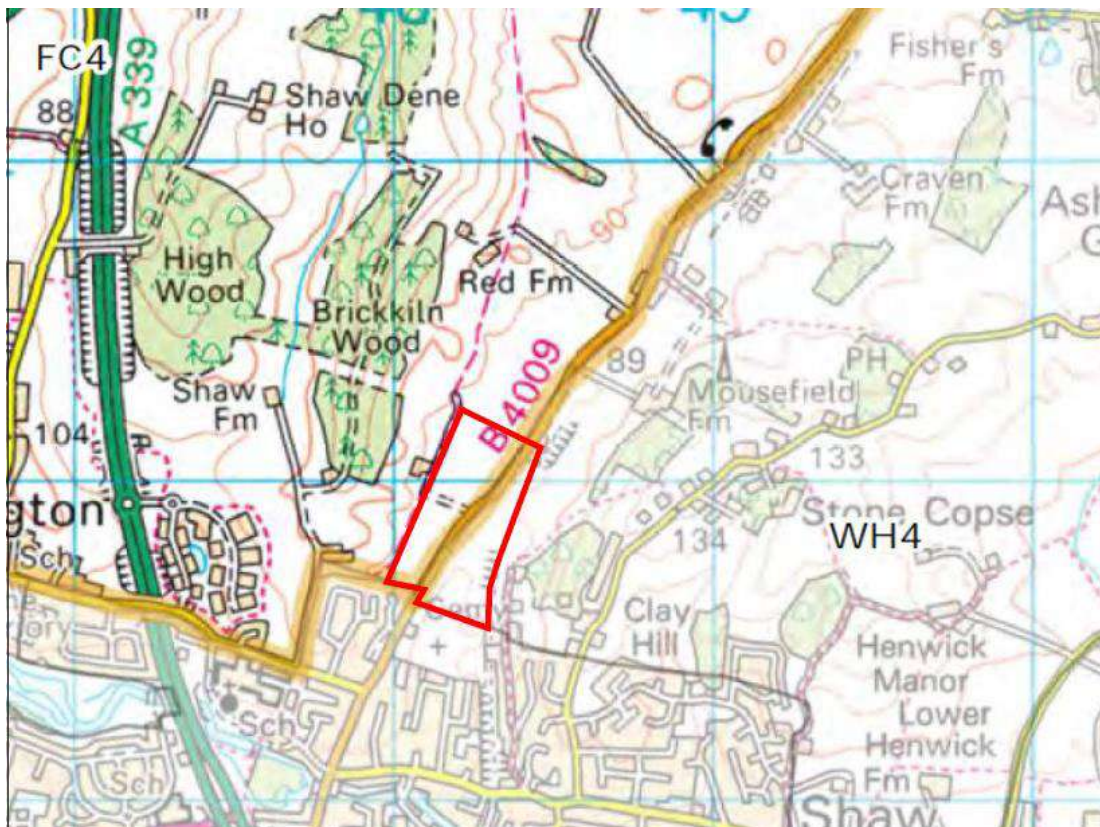 FC4
A 339
88
Shaw Dene
Ho
Fisher's
Fm
Craven
Fm
High
Wood
Brickkiln
Wood
Red Fm
90
B 4009
89
PH
Mousefield
Fm
Shaw
Fm
104
133
gton
Sch
Stone Copse
WH4
134
Clay
Hill
Henwick
Manor
Lower
Henwick
Fm
Sch
Sch
Shaw